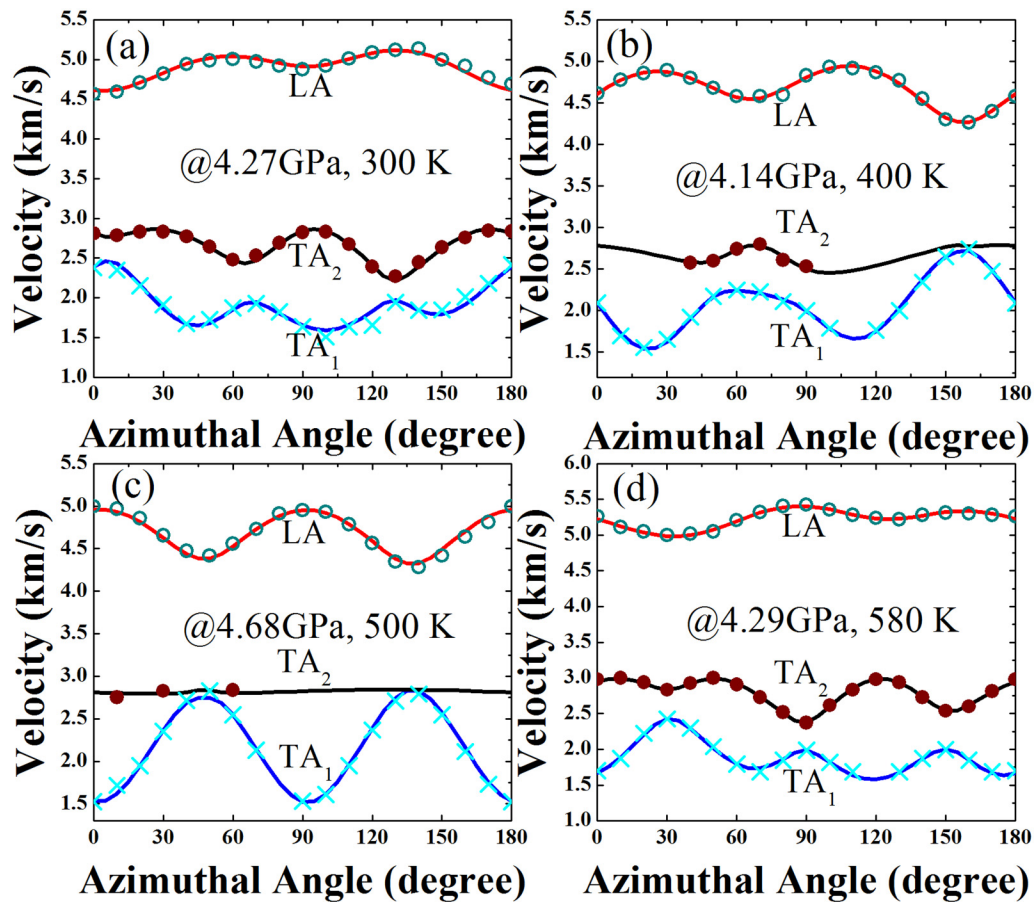 (a)
5.5
5.0
4.5
4.0
3.5
3.0
2.5
2.0
1.5
1.0
Velocity (km/s)
LA
@4.27GPa, 300 K
TA2
TA1
0 30 60 90 120 150 180
Azimuthal Angle (degree)
(b)
5.5
5.0
4.5
4.0
3.5
3.0
2.5
2.0
1.5
Velocity (km/s)
LA
@4.14GPa, 400 K
TA2
TA1
0 30 60 90 120 150 180
Azimuthal Angle (degree)
(c)
5.5
5.0
4.5
4.0
3.5
3.0
2.5
2.0
1.5
Velocity (km/s)
LA
@4.68GPa, 500 K
TA2
TA1
0 30 60 90 120 150 180
Azimuthal Angle (degree)
(d)
6.0
5.5
5.0
4.5
4.0
3.5
3.0
2.5
2.0
1.5
1.0
Velocity (km/s)
LA
@4.29GPa, 580 K
TA2
TA1
0 30 60 90 120 150 180
Azimuthal Angle (degree)